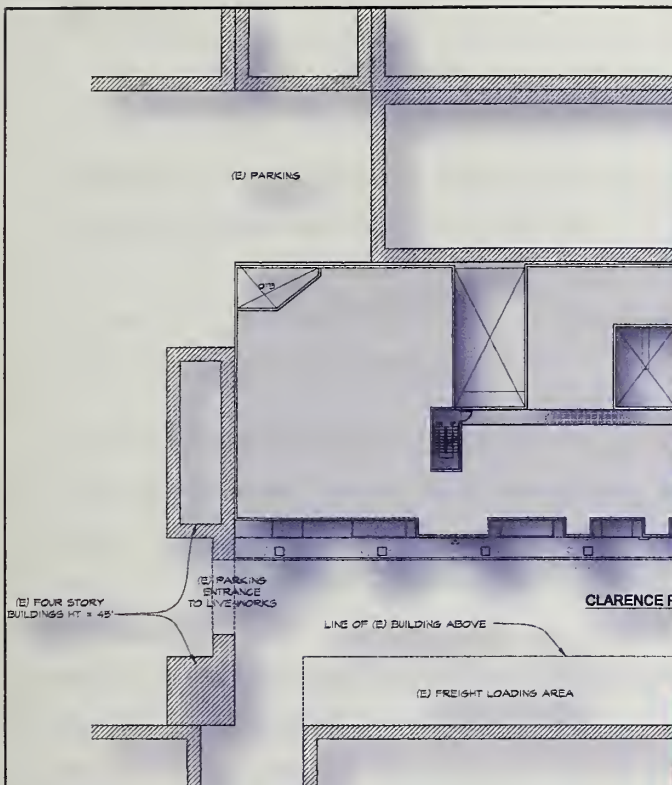 (E) PARKING
(E) PARKING
ENTRANCE
TO LIVE-WORKS
(E) FOUR STORY
BUILDINGS HT = 45'
CLARENCE P
LINE OF (E) BUILDING ABOVE
(E) FREIGHT LOADING AREA